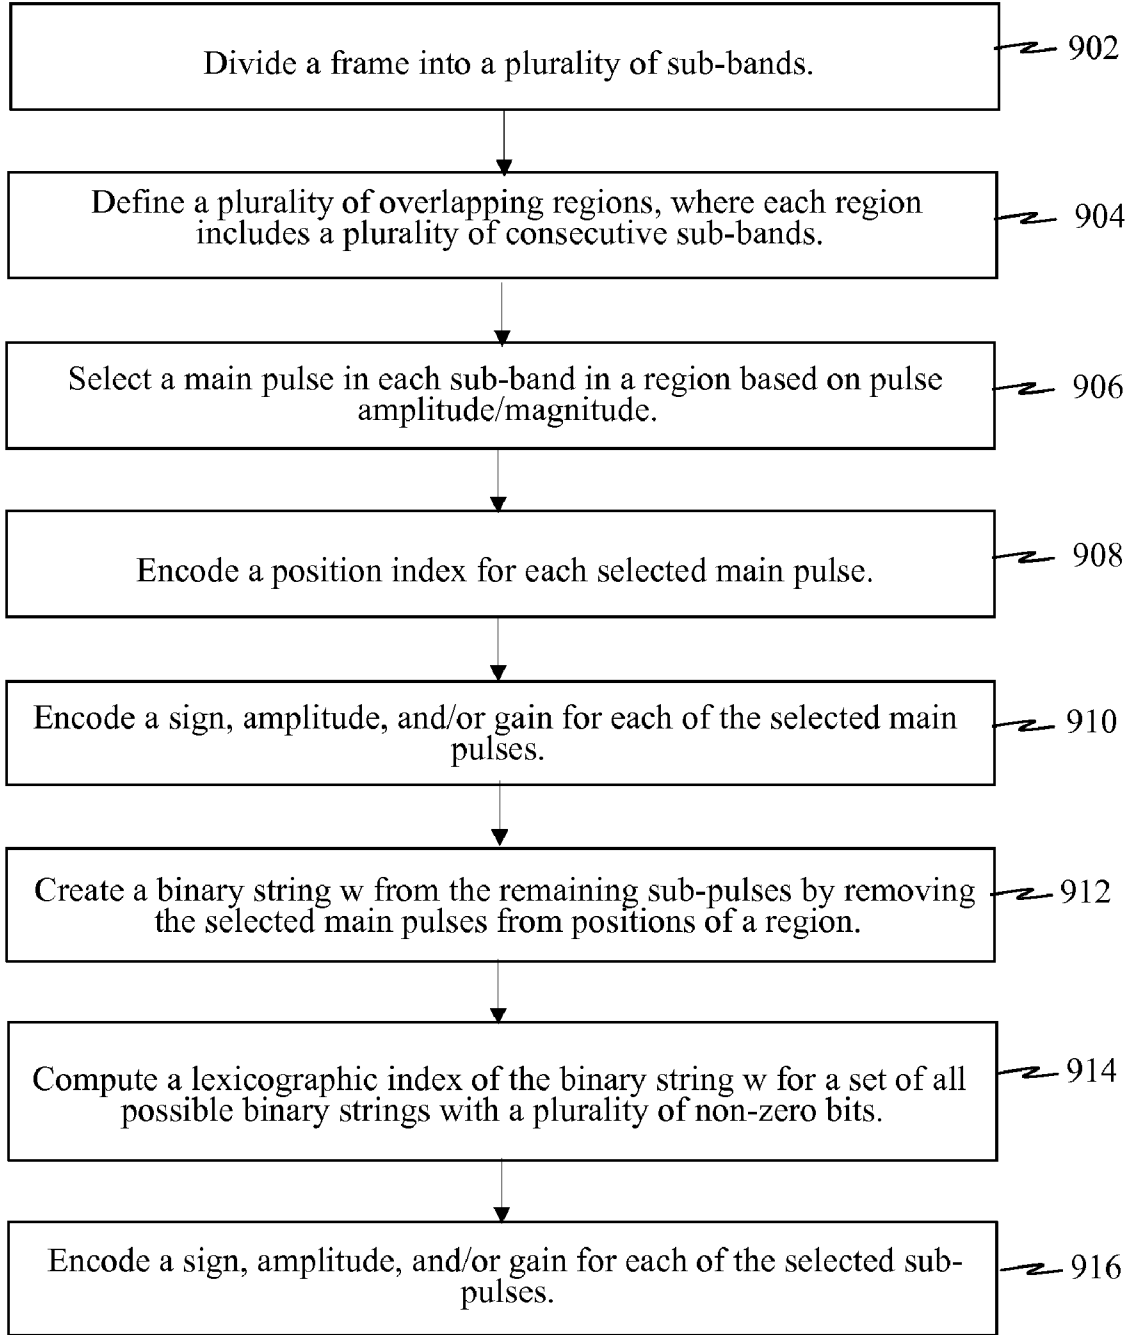 Divide a frame into a plurality of sub-bands.
902
Define a plurality of overlapping regions, where each region
includes a plurality of consecutive sub-bands.
904
Select a main pulse in each sub-band in a region based on pulse
amplitude/magnitude.
906
Encode a position index for each selected main pulse.
908
Encode a sign, amplitude, and/or gain for each of the selected main
pulses.
910
Create a binary string w from the remaining sub-pulses by removing
the selected main pulses from positions of a region.
912
Compute a lexicographic index of the binary string w for a set of all
possible binary strings with a plurality of non-zero bits.
914
Encode a sign, amplitude, and/or gain for each of the selected sub-
pulses.
916